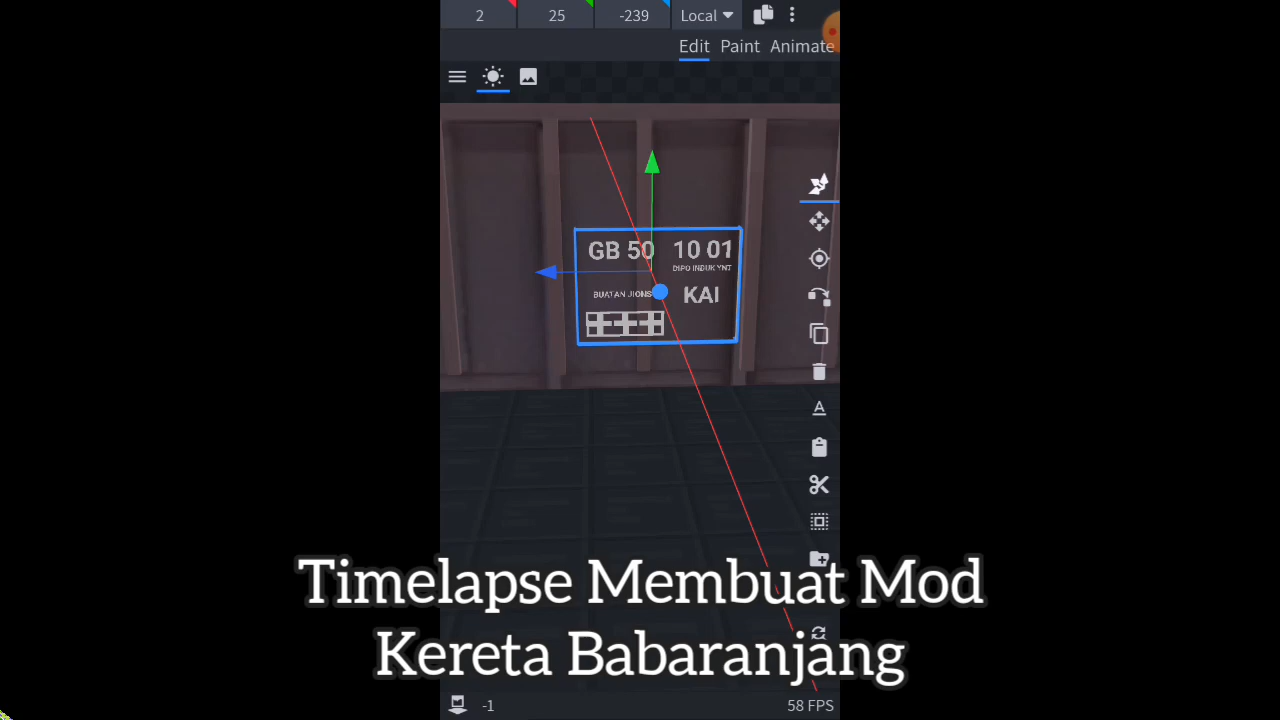 2 25 -239 Local
Edit Paint Animate
GB 50 10 01
DIPO INDUK YNT
BUATAN JIONS
KAI
Timelapse Membuat Mod
Kereta Babaranjang
-1 58 FPS